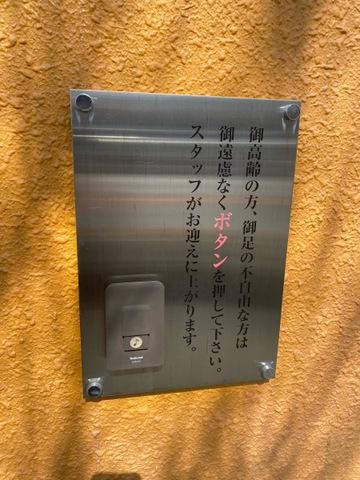 御高齢の方、御足の不自由な方は
御遠慮なくボタンを押して下さい。
スタッフがお迎えに上がります。